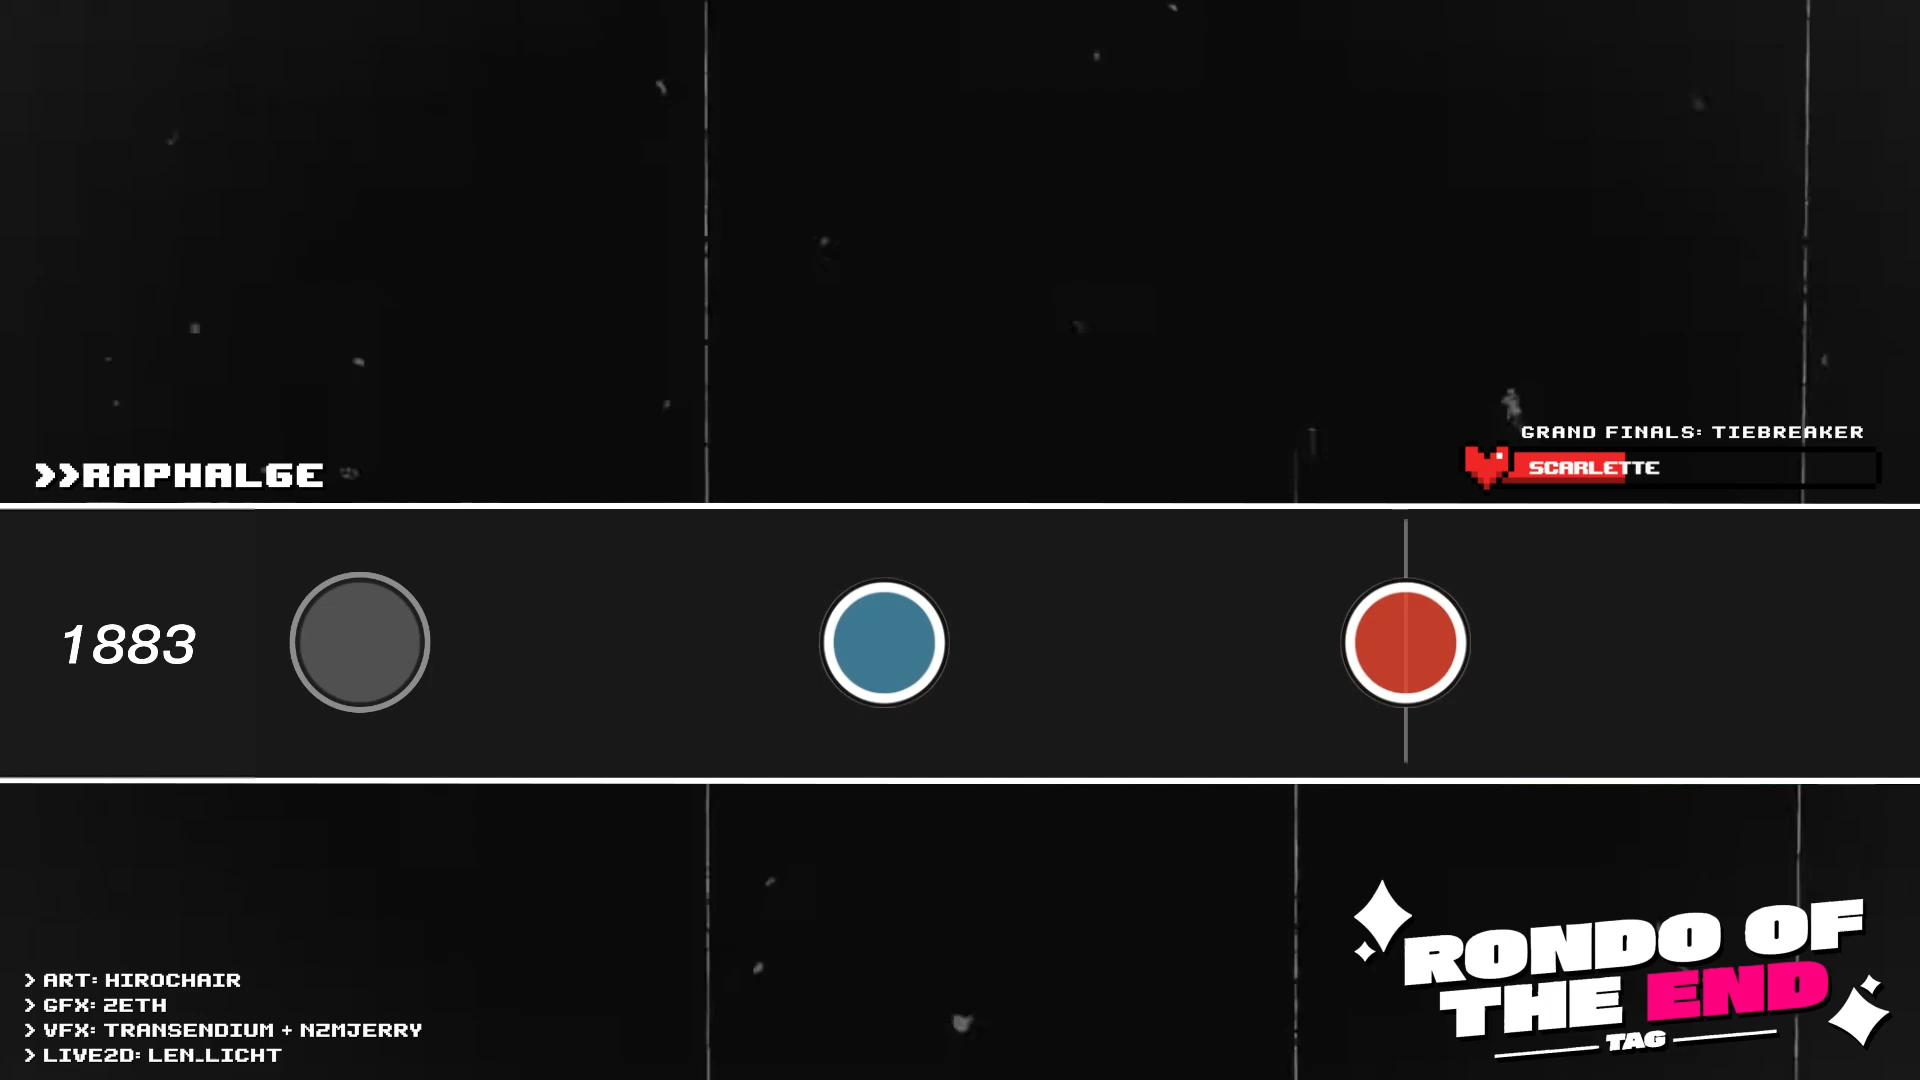 >>RAPHALGE
GRAND FINALS: TIEBREAKER
SCARLETTE
1883
> ART: HIROCHAIR
> GFX: ZETH
> VFX: TRANSENDIUM + NZMJERRY
> LIVE2D: LEN_LICHT
RONDO OF
THE END
TAG